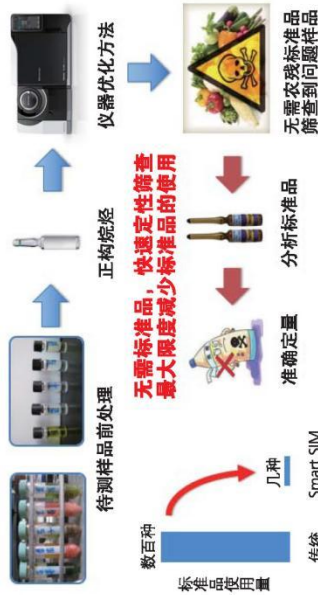 待测样品前处理
正构烷烃
仪器优化方法
无需标准品，快速定性筛查
最大限度减少标准品的使用
无需农残标准品
筛查到问题样品
分析标准品
准确定量
数百种
几种
标准品使用量
传统
Smart SIM